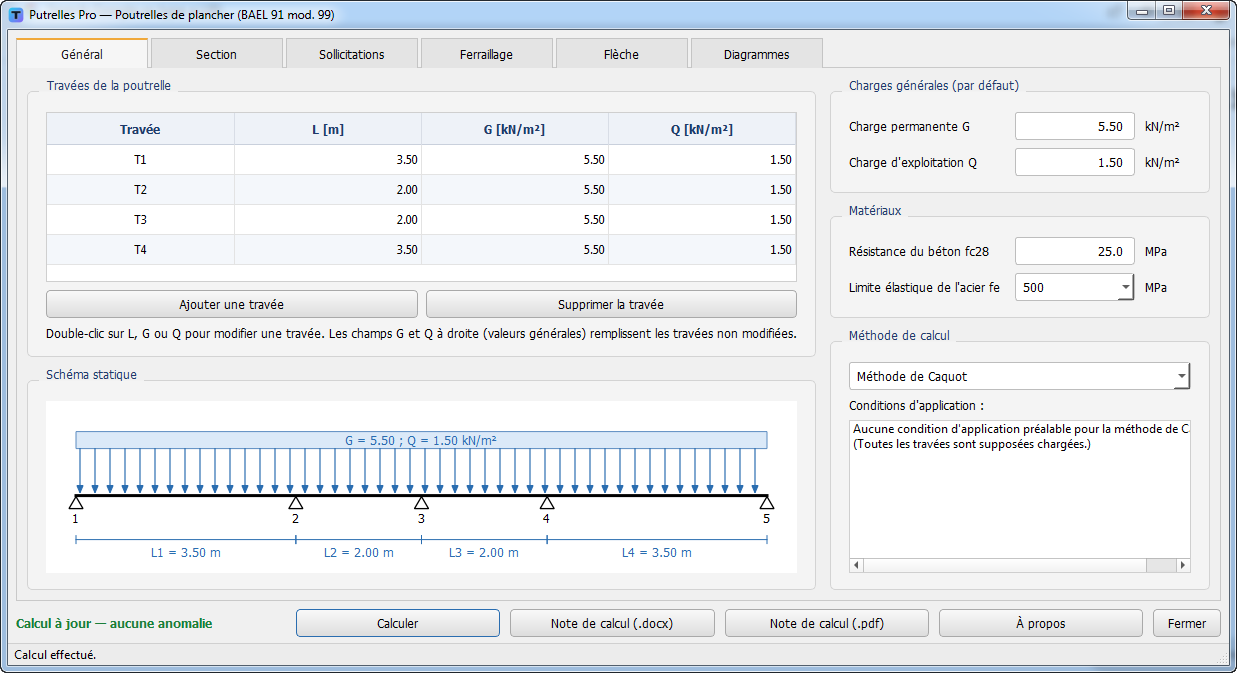 Putrelles Pro — Poutrelles de plancher (BAEL 91 mod. 99)
Général Section Sollicitations Ferraillage Flèche Diagrammes
Travées de la poutrelle
Travée L [m] G [kN/m²] Q [kN/m²]
T1 3.50 5.50 1.50
T2 2.00 5.50 1.50
T3 2.00 5.50 1.50
T4 3.50 5.50 1.50
Ajouter une travée Supprimer la travée
Double-clic sur L, G ou Q pour modifier une travée. Les champs G et Q à droite (valeurs générales) remplissent les travées non modifiées.
Schéma statique
G = 5.50 ; Q = 1.50 kN/m²
1 2 3 4 5
L1 = 3.50 m L2 = 2.00 m L3 = 2.00 m L4 = 3.50 m
Charges générales (par défaut)
Charge permanente G 5.50 kN/m²
Charge d'exploitation Q 1.50 kN/m²
Matériaux
Résistance du béton fc28 25.0 MPa
Limite élastique de l'acier fe 500 MPa
Méthode de calcul
Méthode de Caquot
Conditions d'application :
Aucune condition d'application préalable pour la méthode de C
(Toutes les travées sont supposées chargées.)
Calcul à jour — aucune anomalie Calculer Note de calcul (.docx) Note de calcul (.pdf) À propos Fermer
Calcul effectué.